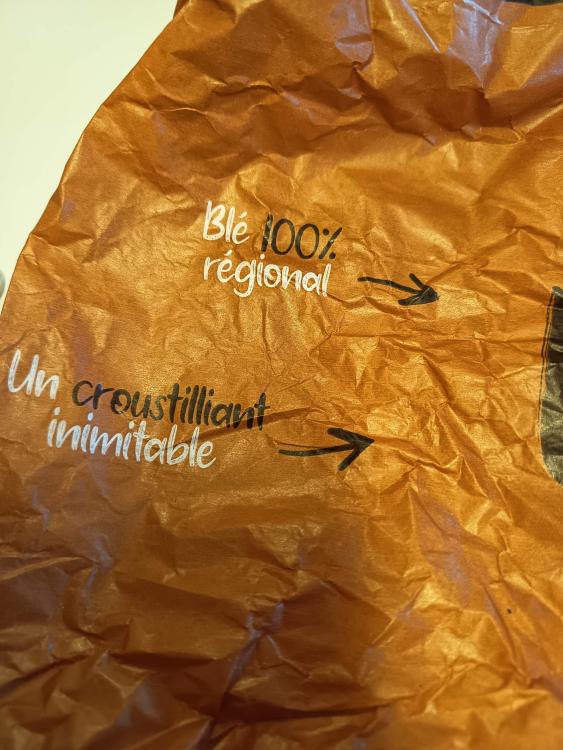 Blé 100%
régional
Un croustilliant
inimitable